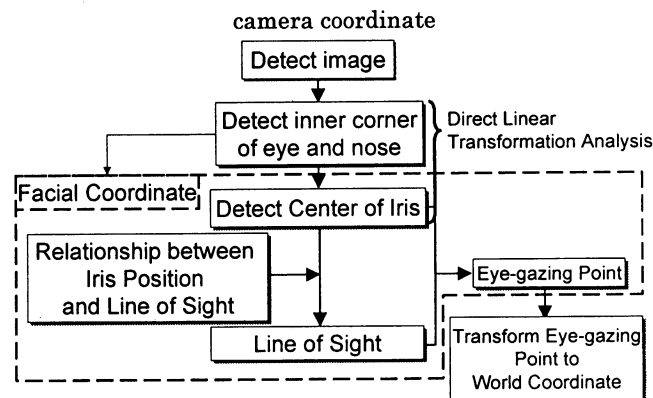 camera coordinate
Detect image
Detect inner corner
of eye and nose
Direct Linear
Transformation Analysis
Facial Coordinate
Detect Center of Iris
Relationship between
Iris Position
and Line of Sight
Eye-gazing Point
Line of Sight
Transform Eye-gazing
Point to
World Coordinate